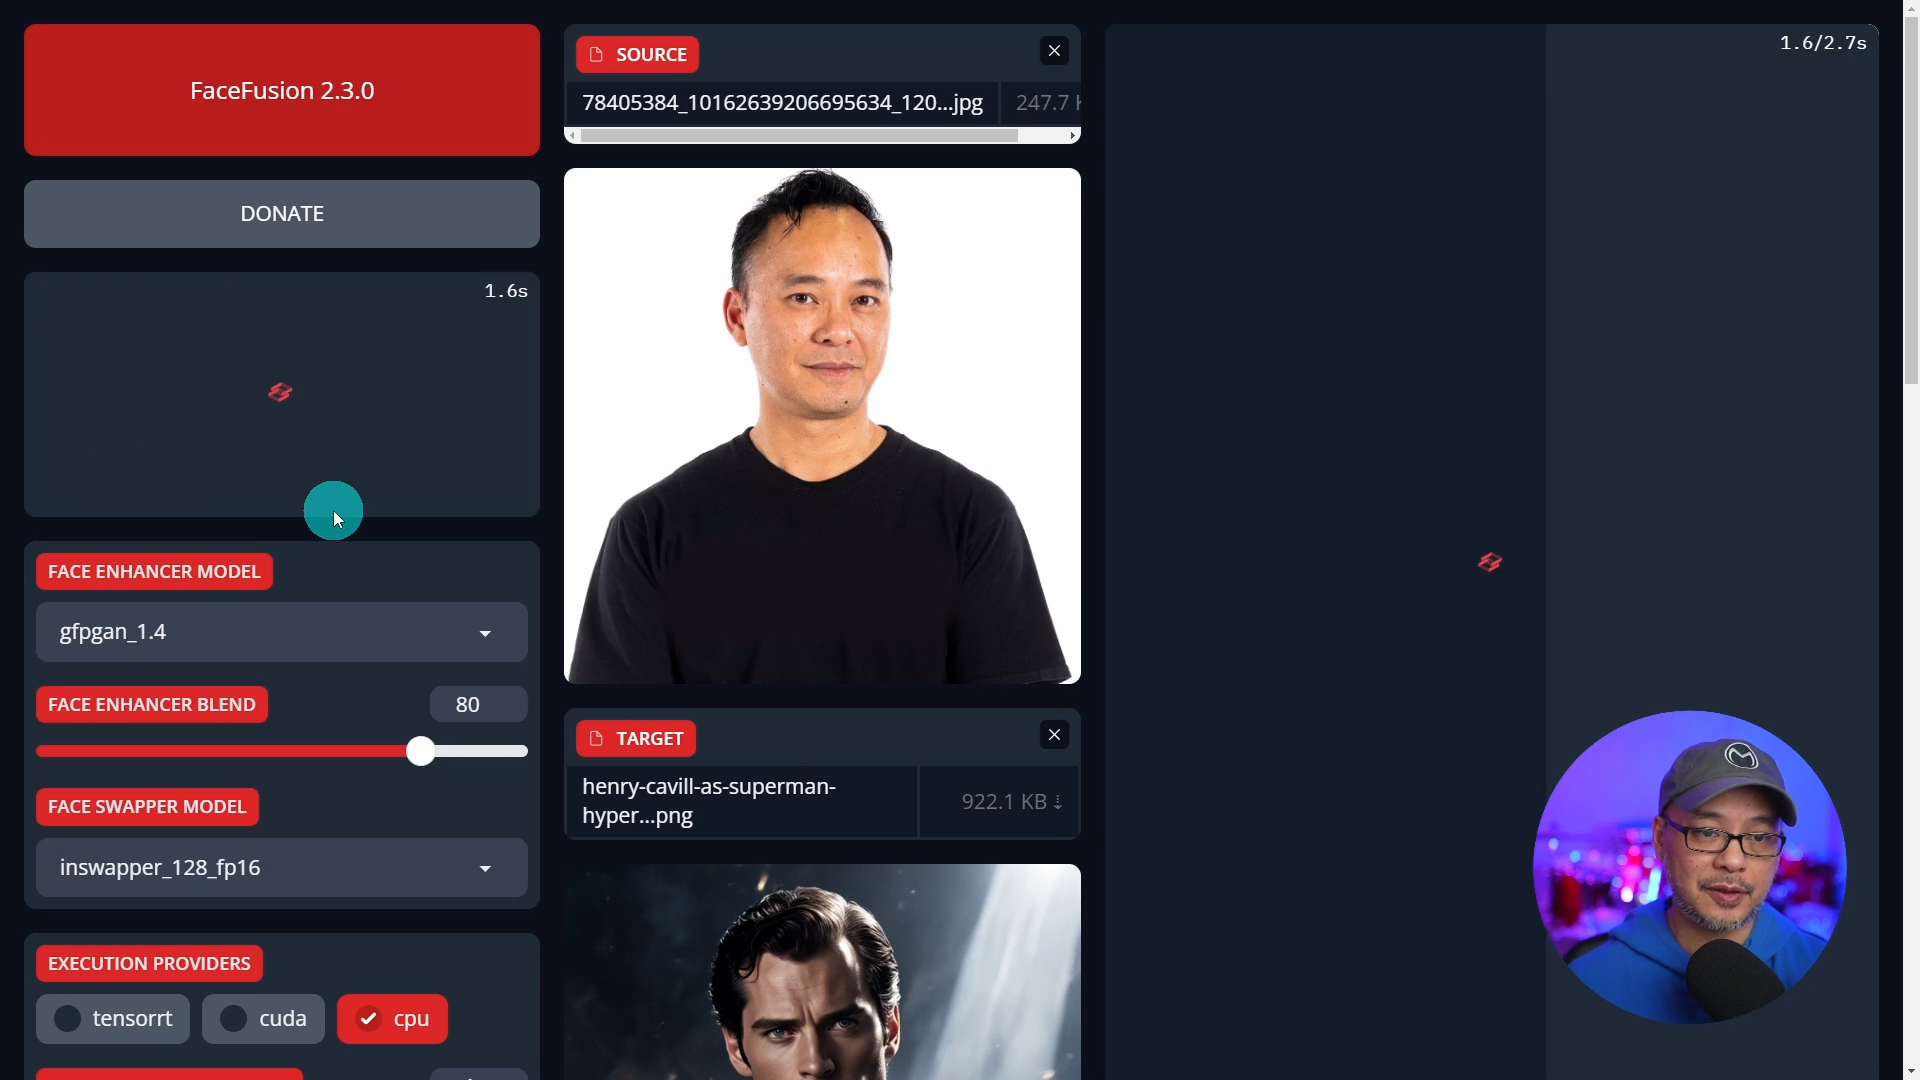 FaceFusion 2.3.0
DONATE
1.6s
FACE ENHANCER MODEL
gfpgan_1.4
FACE ENHANCER BLEND
80
FACE SWAPPER MODEL
inswapper_128_fp16
EXECUTION PROVIDERS
tensorrt
cuda
cpu
SOURCE
78405384_10162639206695634_120...jpg
247.7
TARGET
henry-cavill-as-superman-
hyper...png
922.1 KB ⇣
1.6/2.7s